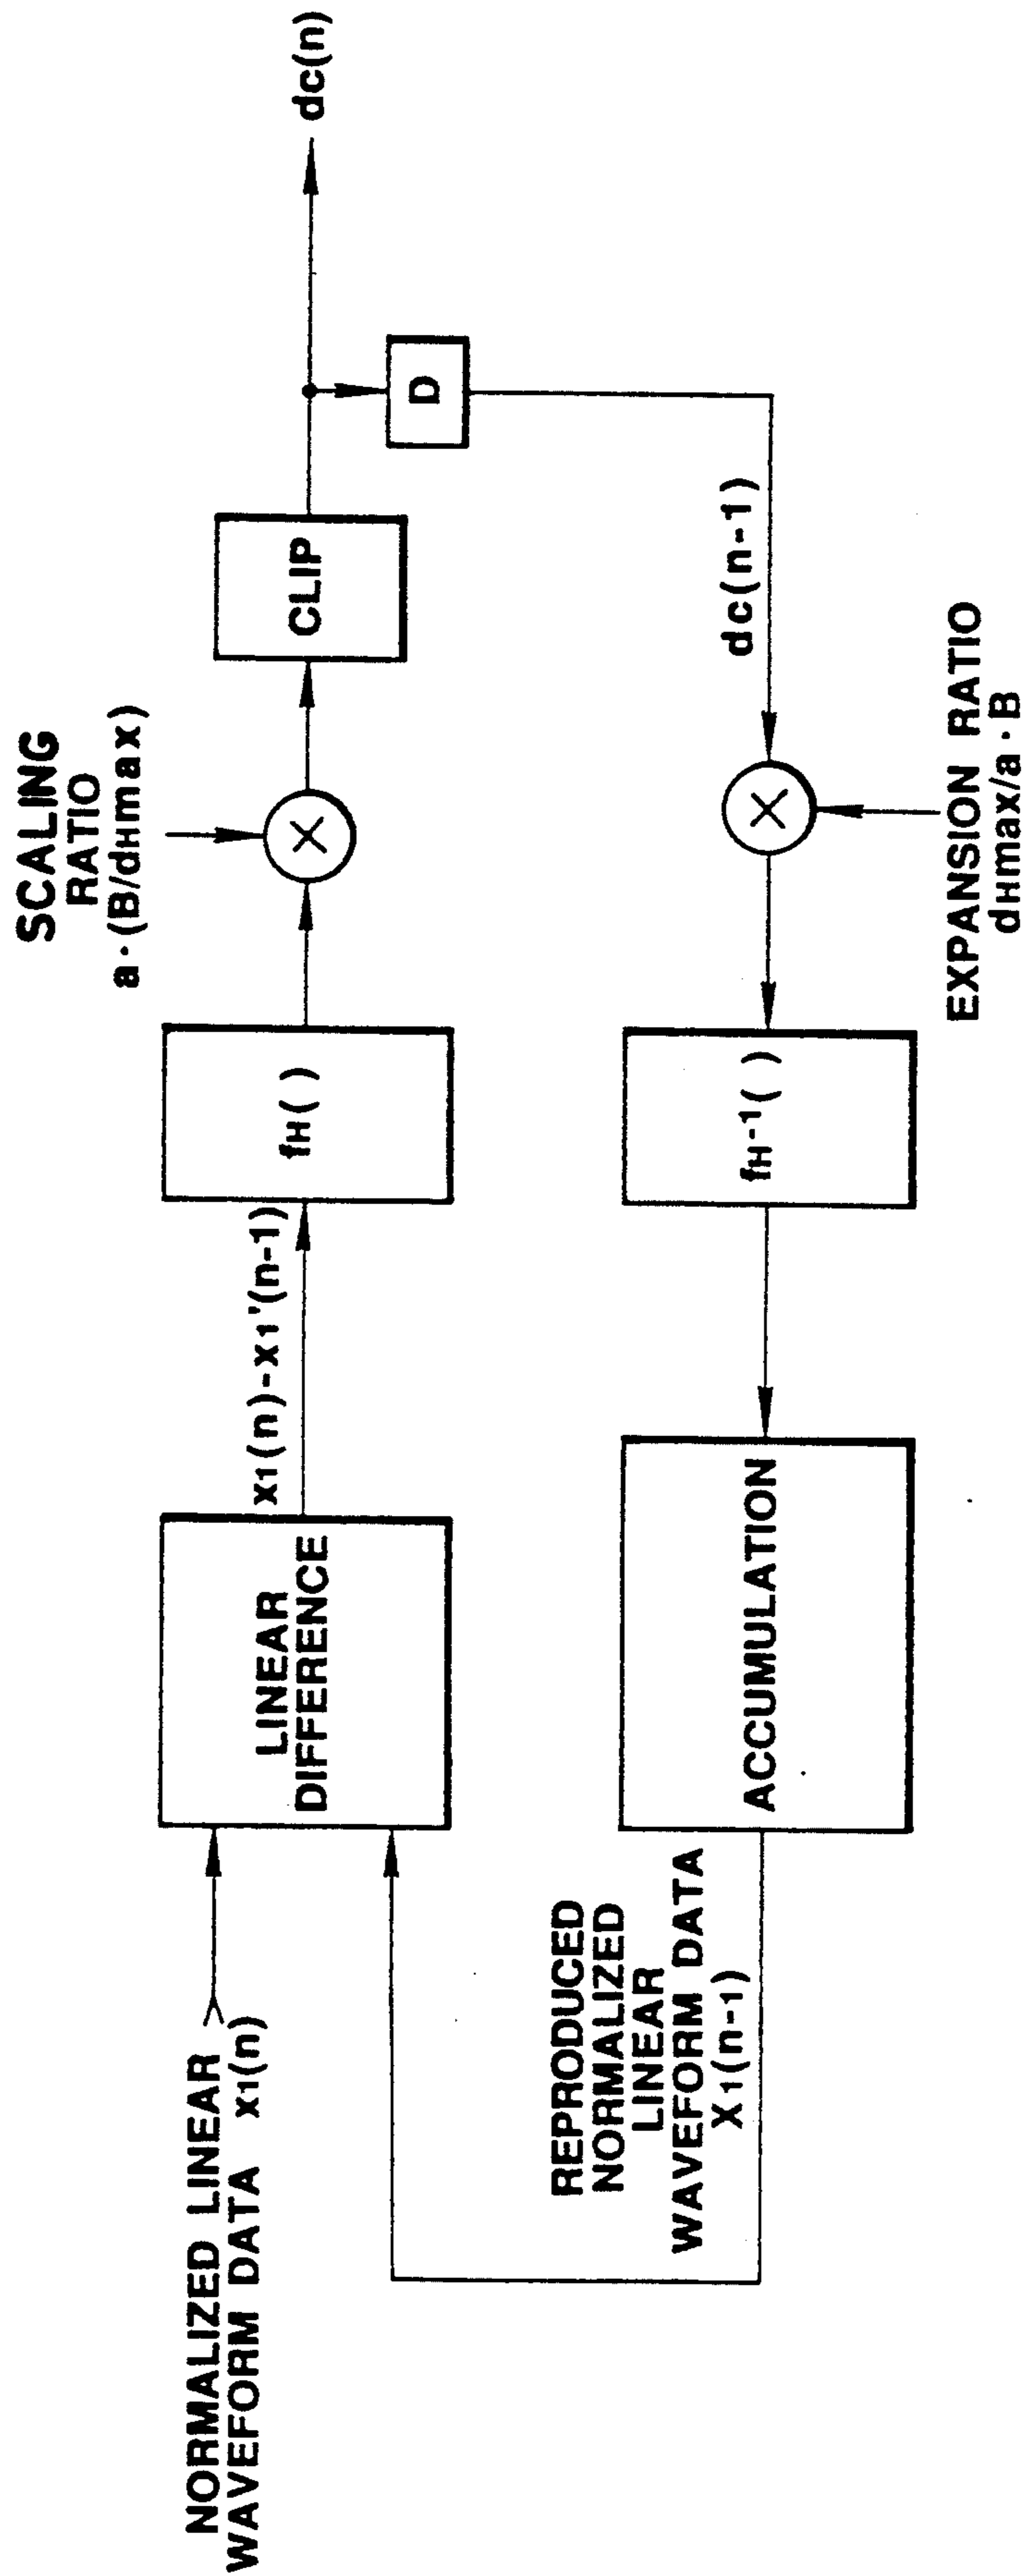 NORMALIZED LINEAR
WAVEFORM DATA x1(n)
LINEAR
DIFFERENCE
x1(n)-x1'(n-1)
fH( )
SCALING
RATIO
a·(B/dHmax)
CLIP
dc(n)
D
dc(n-1)
EXPANSION RATIO
dHmax/a·B
fH-1( )
ACCUMULATION
REPRODUCED
NORMALIZED
LINEAR
WAVEFORM DATA
X1(n-1)